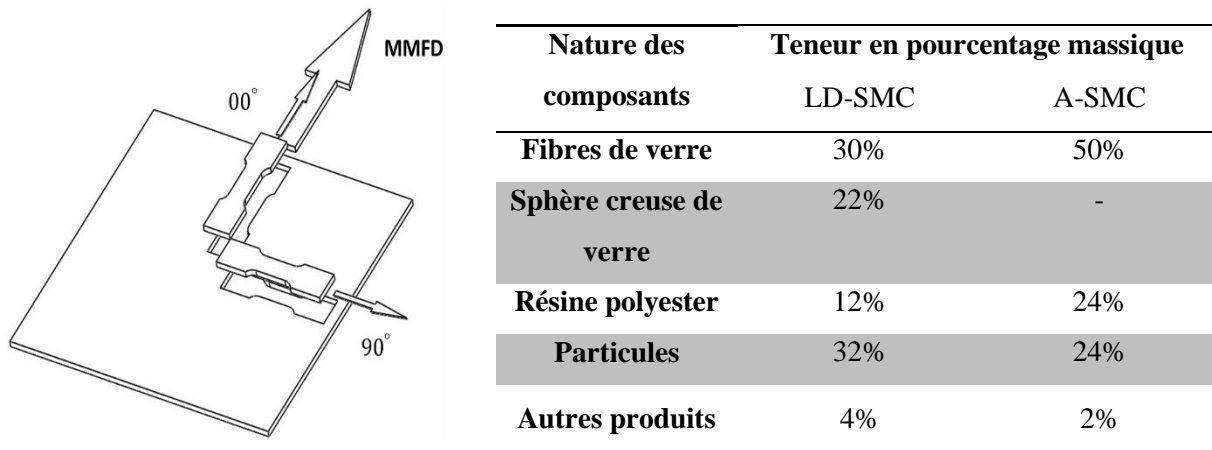 MMFD
00°
90°
Nature des composants Teneur en pourcentage massique
LD-SMC A-SMC
Fibres de verre 30% 50%
Sphère creuse de verre 22% -
Résine polyester 12% 24%
Particules 32% 24%
Autres produits 4% 2%